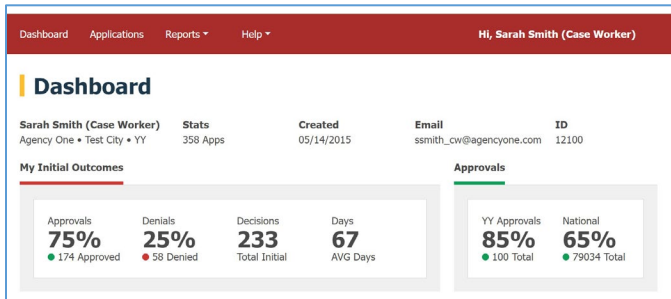 Dashboard Applications Reports Help Hi, Sarah Smith (Case Worker)
Dashboard
Sarah Smith (Case Worker) Stats Created Email ID
Agency One • Test City • YY 358 Apps 05/14/2015 ssmith_cw@agencyone.com 12100
My Initial Outcomes Approvals
Approvals Denials Decisions Days YY Approvals National
75% 25% 233 67 85% 65%
174 Approved 58 Denied Total Initial AVG Days 100 Total 79034 Total